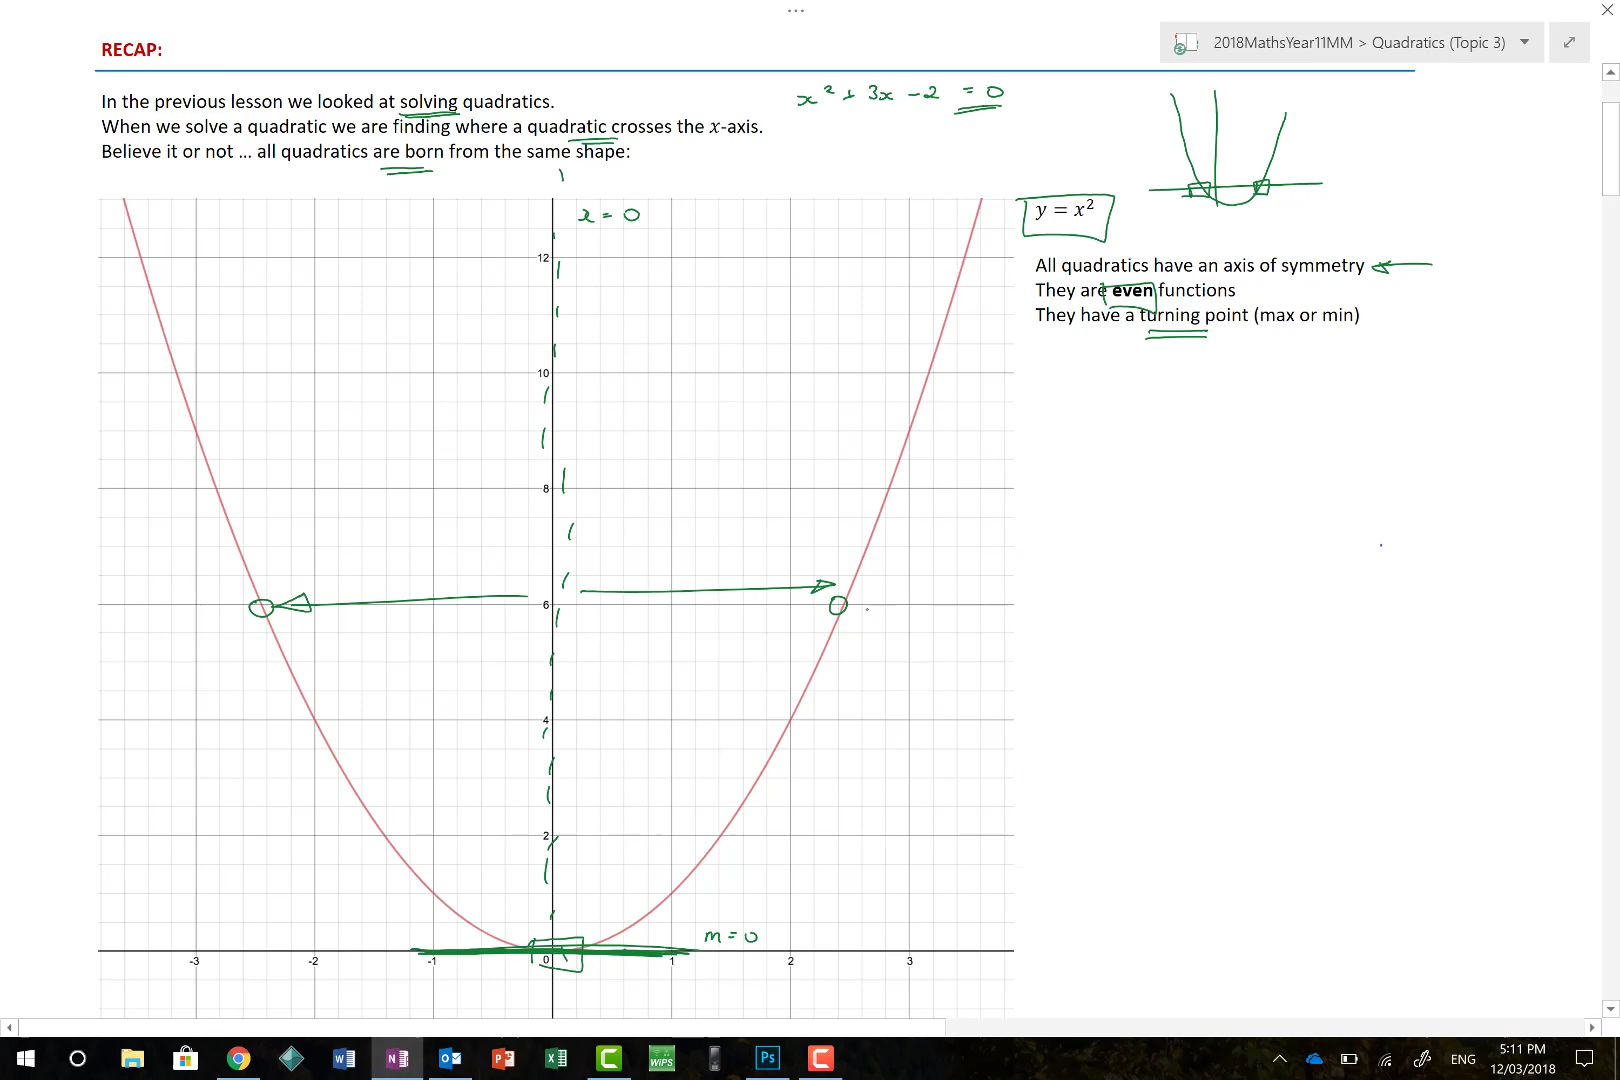 RECAP:
2018MathsYear11MM > Quadratics (Topic 3)
In the previous lesson we looked at solving quadratics.
x² + 3x - 2 = 0
When we solve a quadratic we are finding where a quadratic crosses the x-axis.
Believe it or not ... all quadratics are born from the same shape:
y = x²
x = 0
All quadratics have an axis of symmetry
They are even functions
They have a turning point (max or min)
12
10
8
6
4
2
m = 0
-3 -2 -1 0 1 2 3
WIPS
Ps
ENG
5:11 PM
12/03/2018